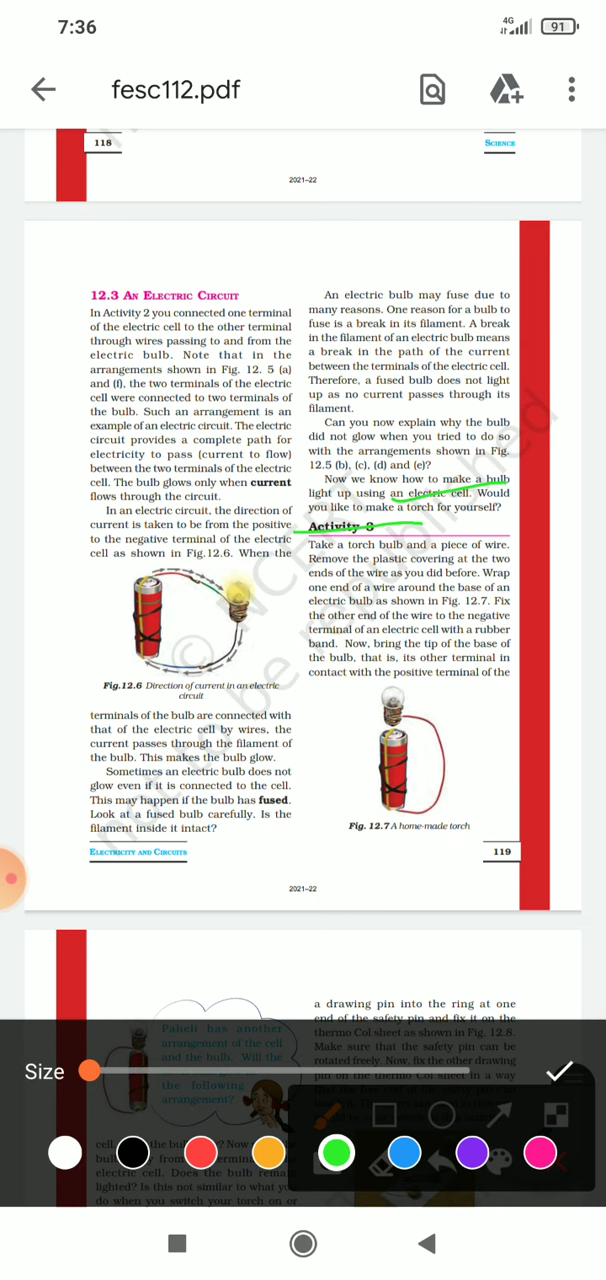 7:36
4G
91
fesc112.pdf
118
SCIENCE
2021–22
12.3 AN ELECTRIC CIRCUIT
In Activity 2 you connected one terminal
of the electric cell to the other terminal
through wires passing to and from the
electric bulb. Note that in the
arrangements shown in Fig. 12. 5 (a)
and (f), the two terminals of the electric
cell were connected to two terminals of
the bulb. Such an arrangement is an
example of an electric circuit. The electric
circuit provides a complete path for
electricity to pass (current to flow)
between the two terminals of the electric
cell. The bulb glows only when current
flows through the circuit.
In an electric circuit, the direction of
current is taken to be from the positive
to the negative terminal of the electric
cell as shown in Fig.12.6. When the
Fig.12.6 Direction of current in an electric
circuit
terminals of the bulb are connected with
that of the electric cell by wires, the
current passes through the filament of
the bulb. This makes the bulb glow.
Sometimes an electric bulb does not
glow even if it is connected to the cell.
This may happen if the bulb has fused.
Look at a fused bulb carefully. Is the
filament inside it intact?
An electric bulb may fuse due to
many reasons. One reason for a bulb to
fuse is a break in its filament. A break
in the filament of an electric bulb means
a break in the path of the current
between the terminals of the electric cell.
Therefore, a fused bulb does not light
up as no current passes through its
filament.
Can you now explain why the bulb
did not glow when you tried to do so
with the arrangements shown in Fig.
12.5 (b), (c), (d) and (e)?
Now we know how to make a bulb
light up using an electric cell. Would
you like to make a torch for yourself?
Activity 3
Take a torch bulb and a piece of wire.
Remove the plastic covering at the two
ends of the wire as you did before. Wrap
one end of a wire around the base of an
electric bulb as shown in Fig. 12.7. Fix
the other end of the wire to the negative
terminal of an electric cell with a rubber
band. Now, bring the tip of the base of
the bulb, that is, its other terminal in
contact with the positive terminal of the
Fig. 12.7 A home-made torch
ELECTRICITY AND CIRCUITS
119
2021–22
© NCERT
not to be republished
Paheli has another
arrangement of the cell
and the bulb. Will the
the following
arrangement?
a drawing pin into the ring at one
end of the safety pin and fix it on the
thermo Col sheet as shown in Fig. 12.8.
Make sure that the safety pin can be
rotated freely. Now, fix the other drawing
pin on the thermo Col sheet in a way
Size
electric cell. Does the bulb
lighted? Is this not similar to what
do when you switch your torch on or